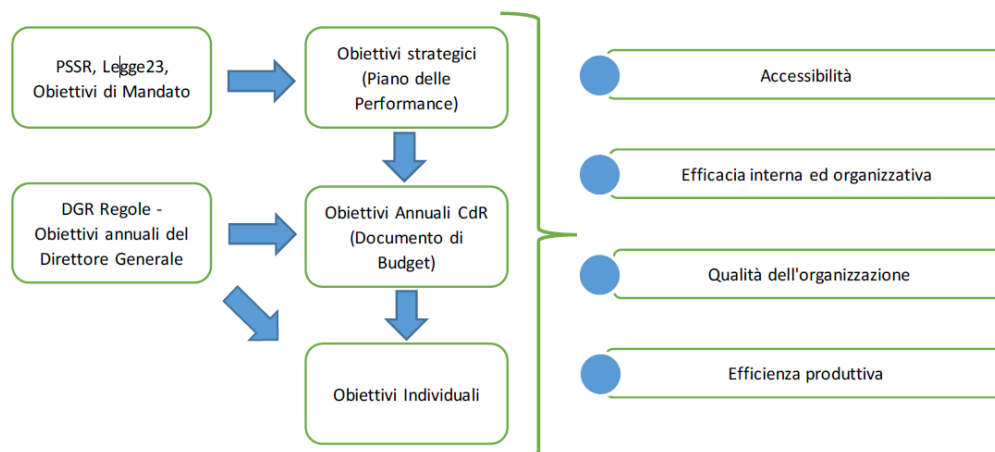 PSSR, Legge23,
Obiettivi di Mandato
Obiettivi strategici
(Piano delle
Performance)
DGR Regole -
Obiettivi annuali del
Direttore Generale
Obiettivi Annuali CdR
(Documento di
Budget)
Obiettivi Individuali
Accessibilità
Efficacia interna ed organizzativa
Qualità dell'organizzazione
Efficienza produttiva